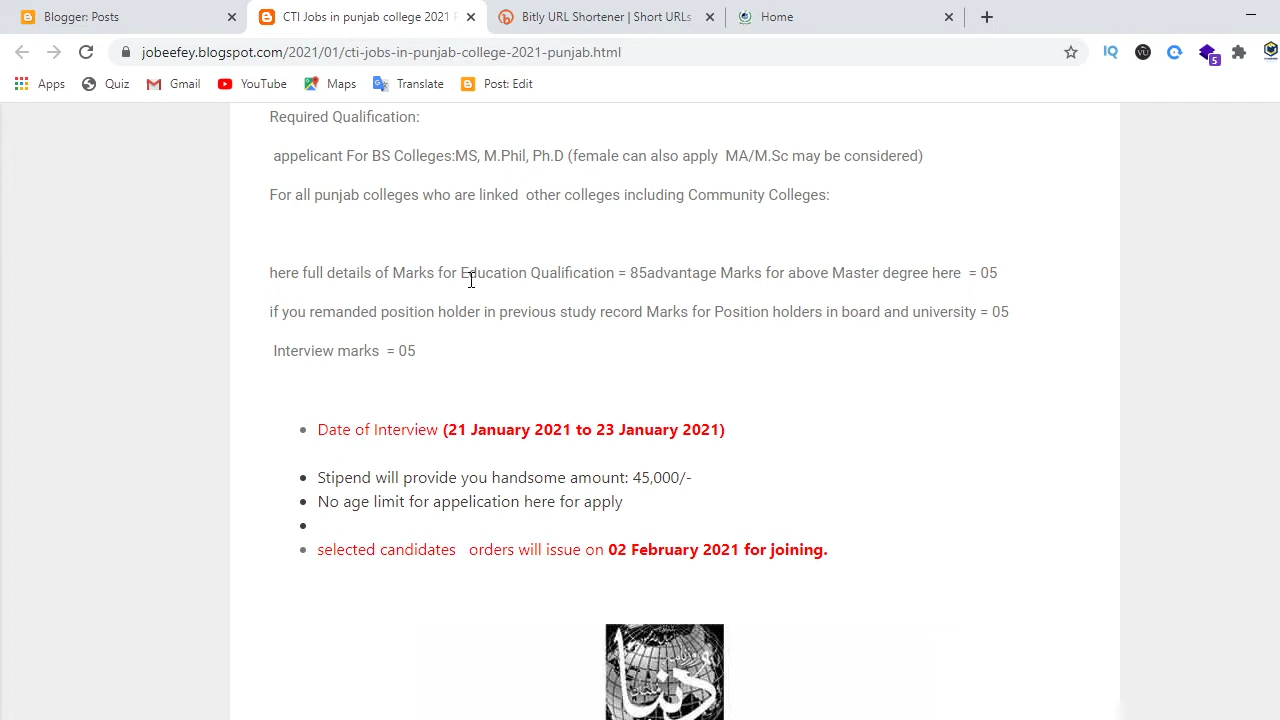 Blogger: Posts
CTI Jobs in punjab college 2021 P
Bitly URL Shortener | Short URLs
Home
jobeefey.blogspot.com/2021/01/cti-jobs-in-punjab-college-2021-punjab.html
5
Apps
Quiz
Gmail
YouTube
Maps
Translate
Post: Edit
Required Qualification:
appelicant For BS Colleges:MS, M.Phil, Ph.D (female can also apply MA/M.Sc may be considered)
For all punjab colleges who are linked other colleges including Community Colleges:
here full details of Marks for Education Qualification = 85advantage Marks for above Master degree here = 05
if you remanded position holder in previous study record Marks for Position holders in board and university = 05
Interview marks = 05
Date of Interview (21 January 2021 to 23 January 2021)
Stipend will provide you handsome amount: 45,000/-
No age limit for appelication here for apply
selected candidates orders will issue on 02 February 2021 for joining.
دنیا